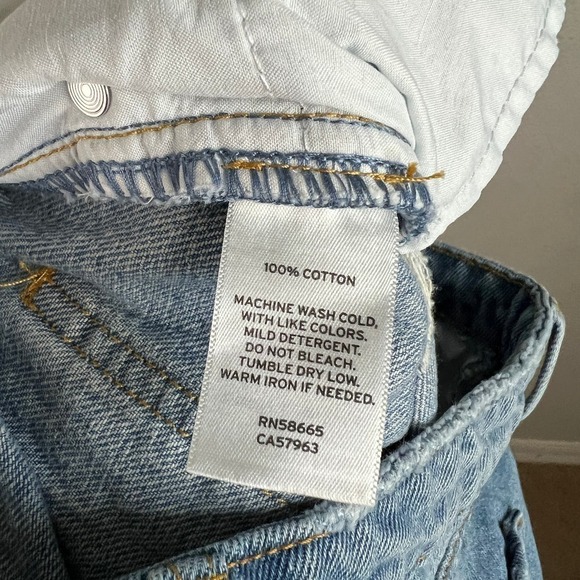 100% COTTON
MACHINE WASH COLD,
WITH LIKE COLORS.
MILD DETERGENT.
DO NOT BLEACH.
TUMBLE DRY LOW.
WARM IRON IF NEEDED.
RN58665
CA57963